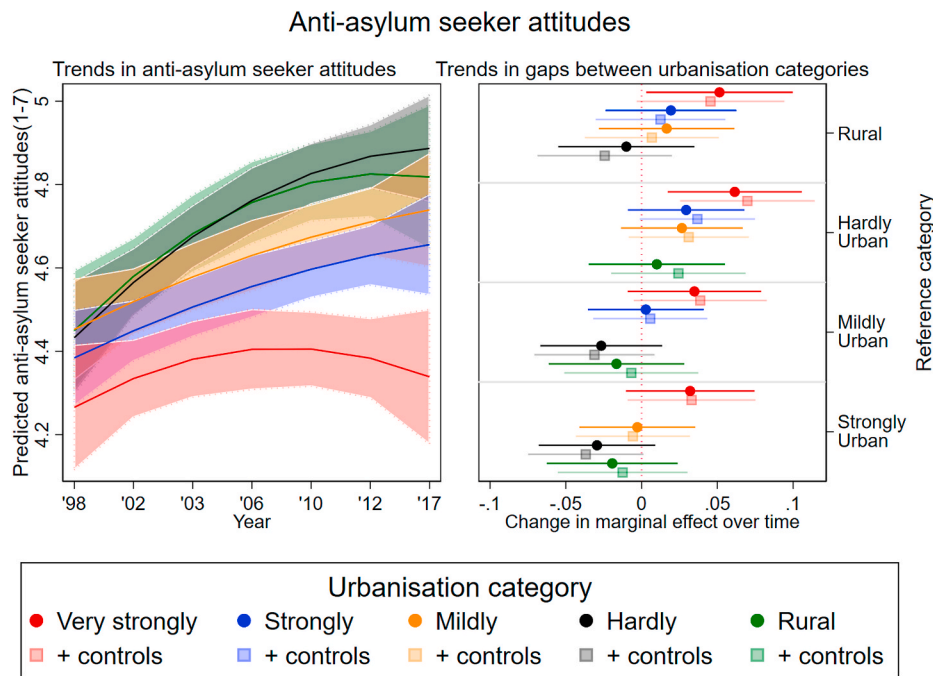 Anti-asylum seeker attitudes
Trends in anti-asylum seeker attitudes
Predicted anti-asylum seeker attitudes(1-7)
5
4.8
4.6
4.4
4.2
'98
'02
'03
'06
'10
'12
'17
Year
Trends in gaps between urbanisation categories
Rural
Hardly
Urban
Mildly
Urban
Strongly
Urban
Reference category
-.1
-.05
0
.05
.1
Change in marginal effect over time
Urbanisation category
Very strongly Strongly Mildly Hardly Rural
+ controls + controls + controls + controls + controls